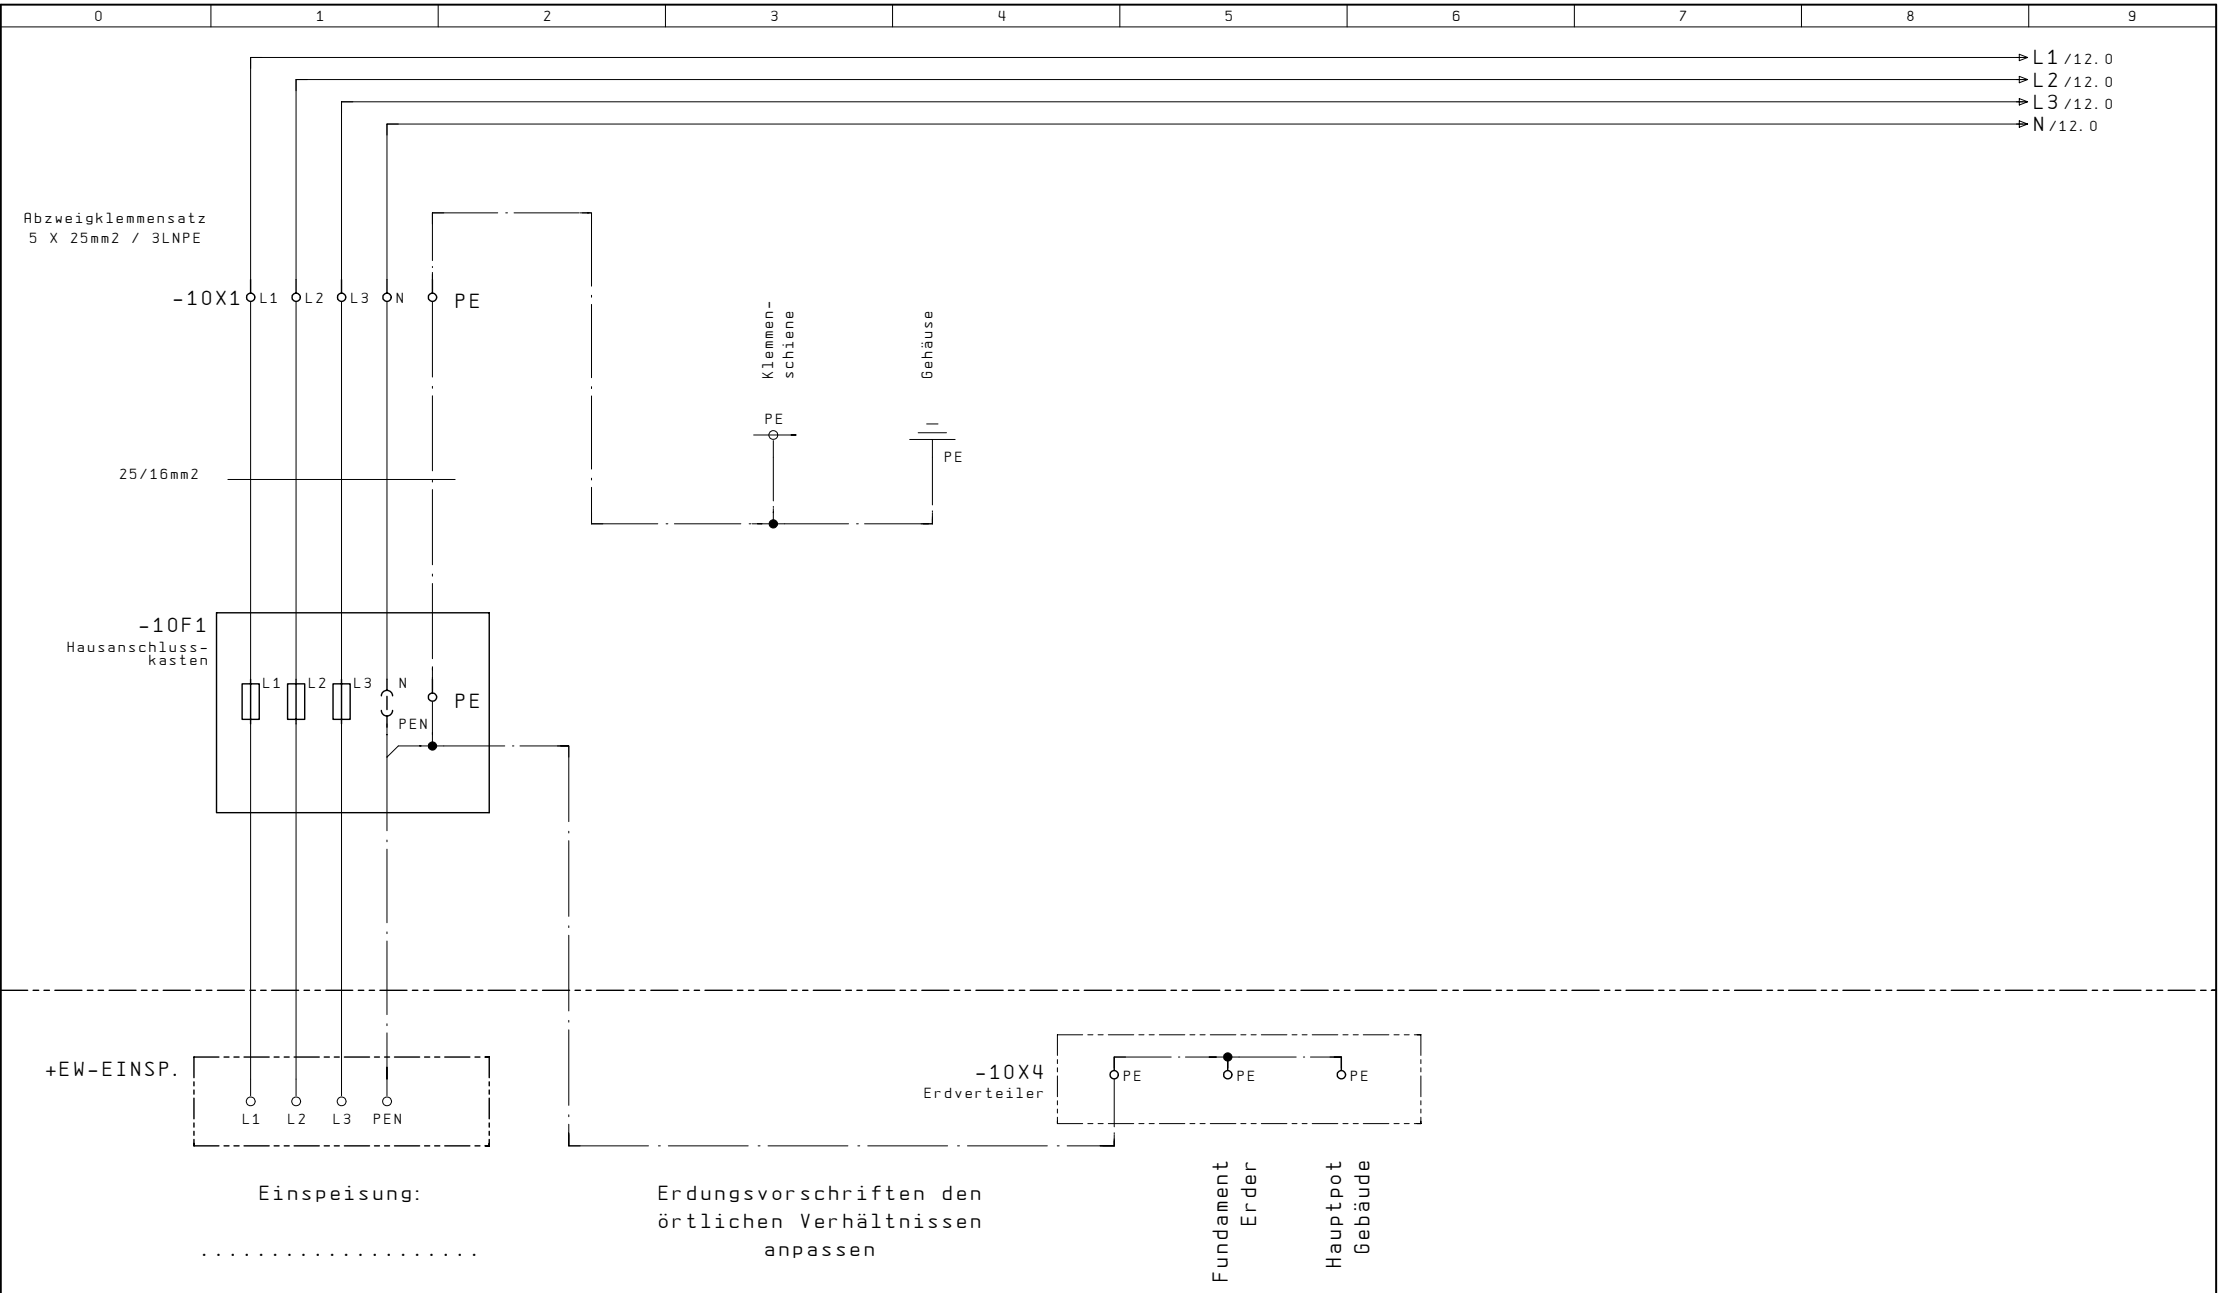 0 1 2 3 4 5 6 7 8 9
L1 /12.0
L2 /12.0
L3 /12.0
N /12.0
Abzweigklemmensatz
5 X 25mm2 / 3LNPE
-10X1 L1 L2 L3 N PE
Klemmen-
schiene
Gehäuse
PE
PE
25/16mm2
-10F1
Hausanschluss-
kasten
L1 L2 L3 N
PE
PEN
+EW-EINSP.
L1 L2 L3 PEN
-10X4
Erdverteiler
PE PE PE
Einspeisung:
....................
Erdungsvorschriften den
örtlichen Verhältnissen
anpassen
Fundament
Erder
Hauptpot
Gebäude